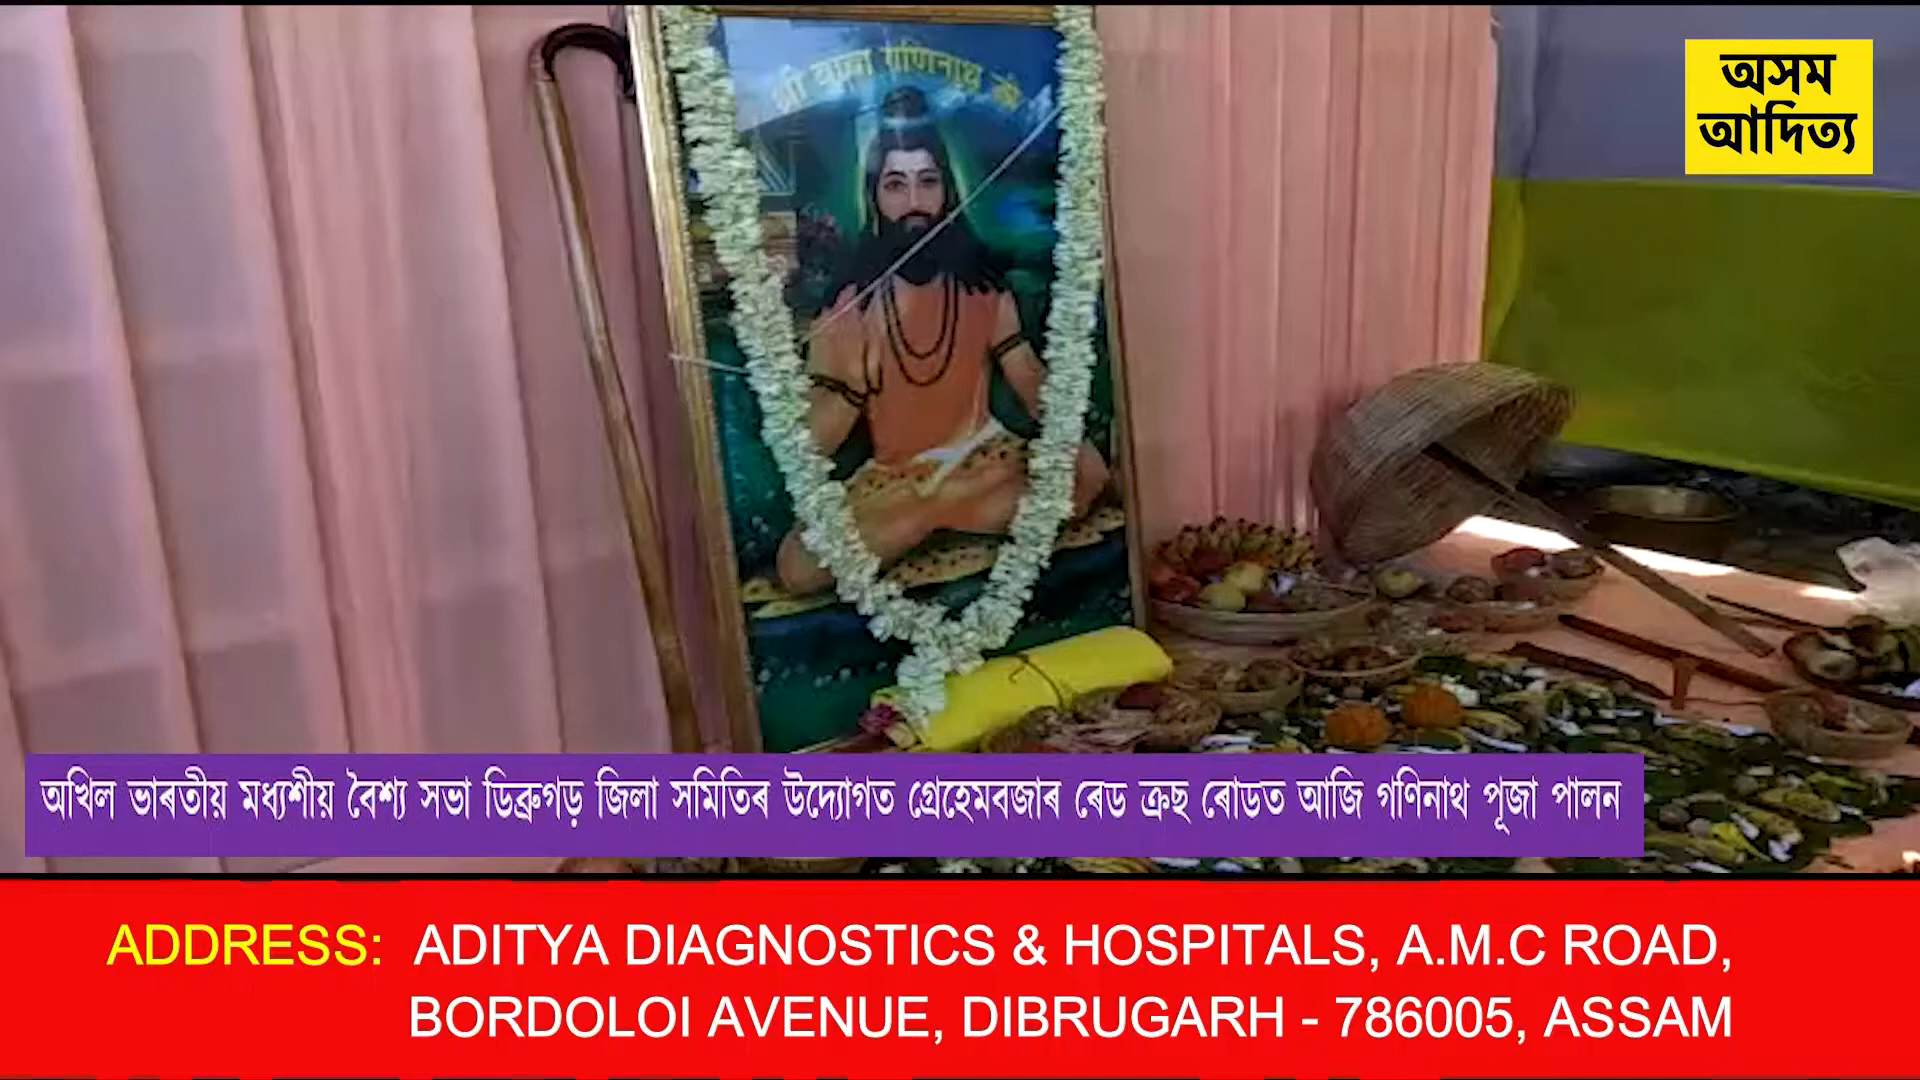 श्री बाबा गणिनाथ जी
অসম
আদিত্য
অখিল ভাৰতীয় মধ্যশীয় বৈশ্য সভা ডিব্ৰুগড় জিলা সমিতিৰ উদ্যোগত গ্ৰেহেমবজাৰ ৰেড ক্ৰছ ৰোডত আজি গণিনাথ পূজা পালন
ADDRESS: ADITYA DIAGNOSTICS & HOSPITALS, A.M.C ROAD,
BORDOLOI AVENUE, DIBRUGARH - 786005, ASSAM